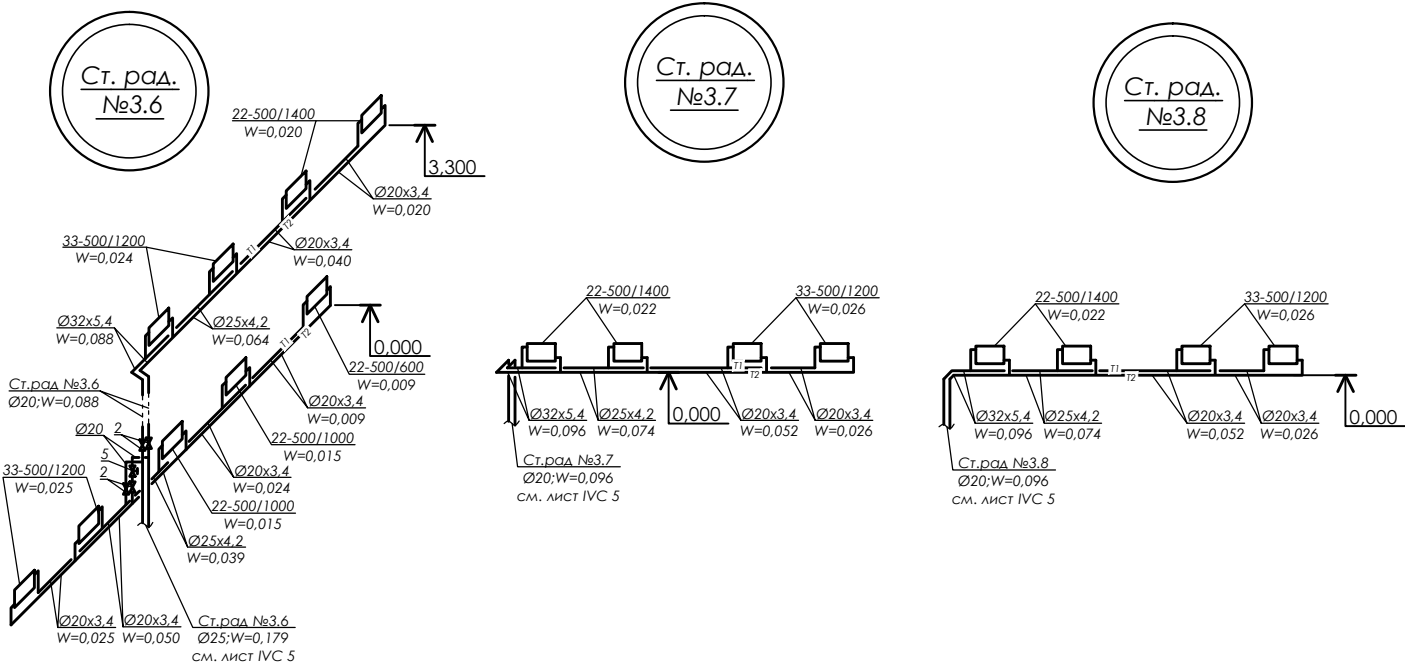 Ст. рад.
№3.6
22-500/1400
W=0,020
3,300
Ø20x3,4
W=0,020
T1
T2
Ø20x3,4
W=0,040
33-500/1200
W=0,024
Ø32x5,4
W=0,088
Ø25x4,2
W=0,064
0,000
T1
T2
22-500/600
W=0,009
Ст.рад №3.6
Ø20;W=0,088
Ø20x3,4
W=0,009
Ø20
2
5
2
22-500/1000
W=0,015
33-500/1200
W=0,025
Ø20x3,4
W=0,024
22-500/1000
W=0,015
Ø25x4,2
W=0,039
Ø20x3,4
W=0,025
Ø20x3,4
W=0,050
Ст.рад №3.6
Ø25;W=0,179
см. лист IVC 5
Ст. рад.
№3.7
22-500/1400
W=0,022
33-500/1200
W=0,026
T1
T2
Ø32x5,4
W=0,096
Ø25x4,2
W=0,074
0,000
Ø20x3,4
W=0,052
Ø20x3,4
W=0,026
Ст.рад №3.7
Ø20;W=0,096
см. лист IVC 5
Ст. рад.
№3.8
22-500/1400
W=0,022
33-500/1200
W=0,026
T1
T2
Ø32x5,4
W=0,096
Ø25x4,2
W=0,074
Ø20x3,4
W=0,052
Ø20x3,4
W=0,026
0,000
Ст.рад №3.8
Ø20;W=0,096
см. лист IVC 5